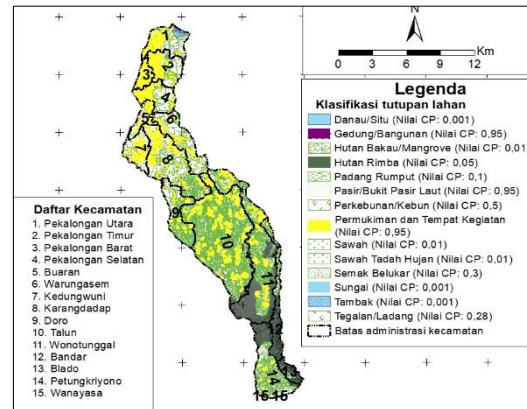 N
Km
0 3 6 9 12
Legenda
Klasifikasi tutupan lahan
Danau/Situ (Nilai CP: 0,001)
Gedung/Bangunan (Nilai CP: 0,95)
Hutan Bakau/Mangrove (Nilai CP: 0,01
Hutan Rimba (Nilai CP: 0,05)
Padang Rumput (Nilai CP: 0,1)
Pasir/Bukit Pasir Laut (Nilai CP: 0,95)
Perkebunan/Kebun (Nilai CP: 0,5)
Permukiman dan Tempat Kegiatan
(Nilai CP: 0,95)
Sawah (Nilai CP: 0,01)
Sawah Tadah Hujan (Nilai CP: 0,01)
Semak Belukar (Nilai CP: 0,3)
Sungai (Nilai CP: 0,001)
Tambak (Nilai CP: 0,001)
Tegalan/Ladang (Nilai CP: 0,28)
Batas administrasi kecamatan
Daftar Kecamatan
1. Pekalongan Utara
2. Pekalongan Timur
3. Pekalongan Barat
4. Pekalongan Selatan
5. Buaran
6. Warungasem
7. Kedungwuni
8. Karangdadap
9. Doro
10. Talun
11. Wonotunggal
12. Bandar
13. Blado
14. Petungkriyono
15. Wanayasa
3
4
5
6
7
8
9
10
11
14
15 15